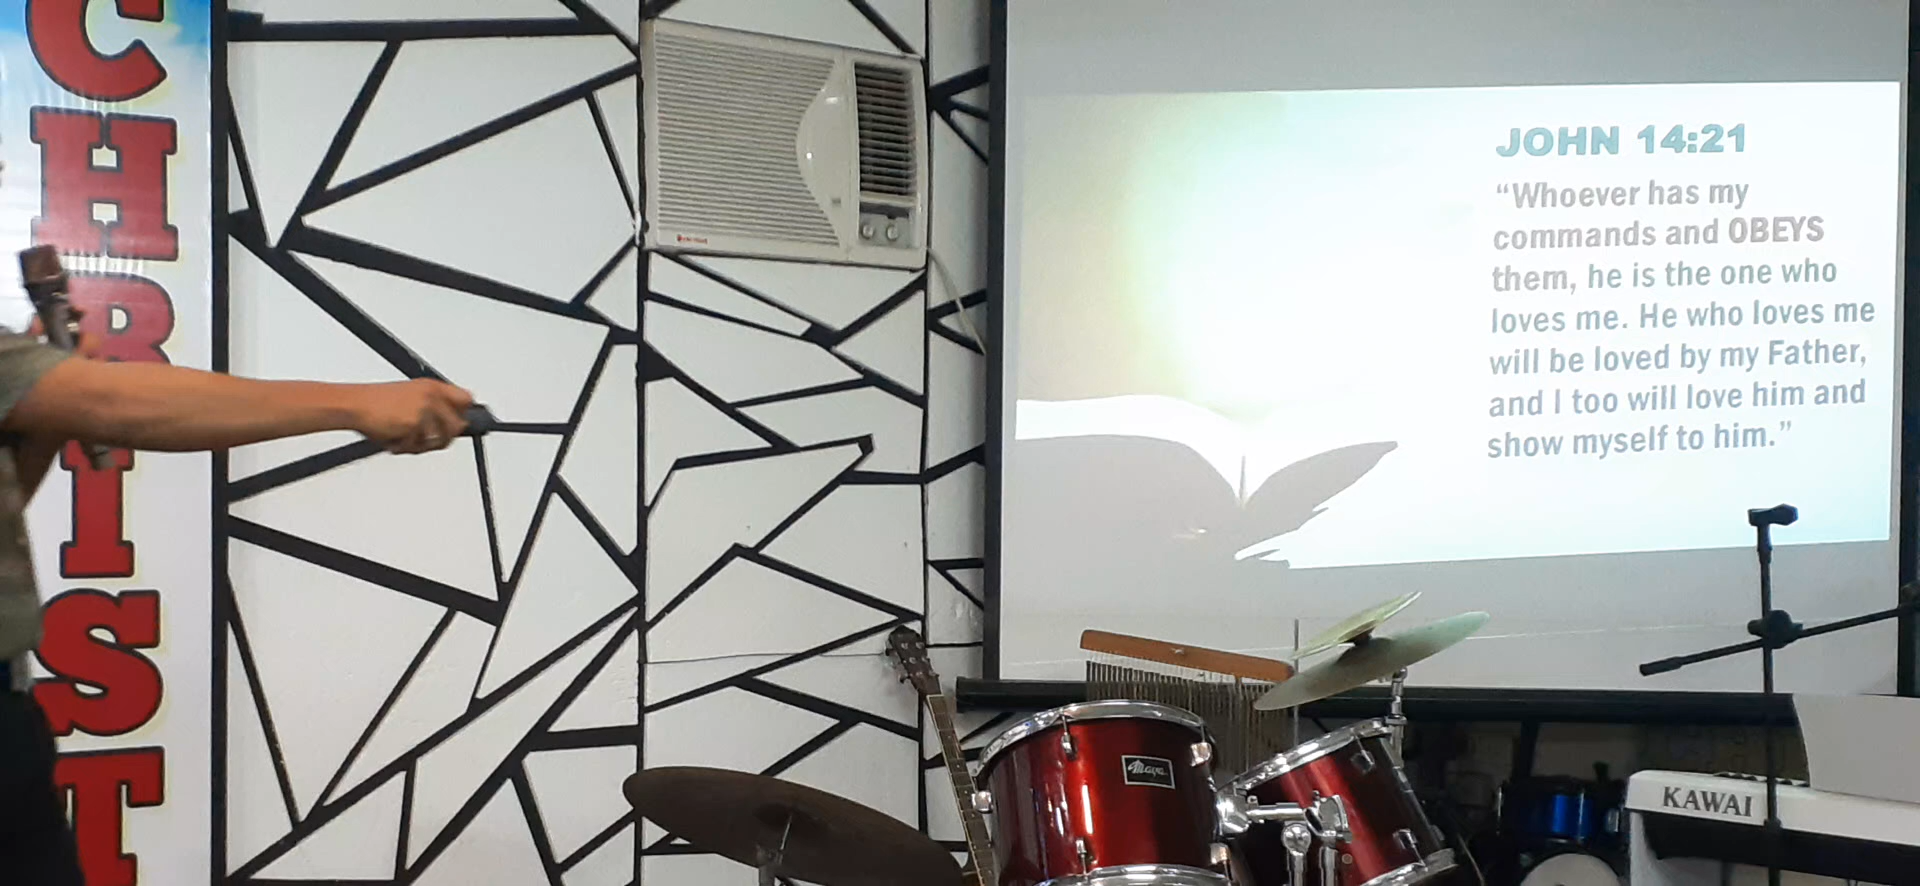 CHRIST
JOHN 14:21
“Whoever has my
commands and OBEYS
them, he is the one who
loves me. He who loves me
will be loved by my Father,
and I too will love him and
show myself to him.”
KAWAI